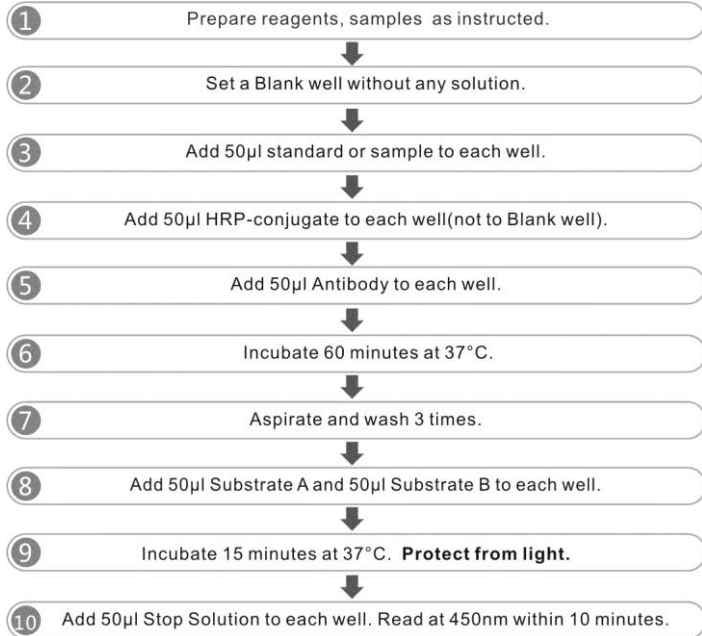 1 Prepare reagents, samples as instructed.
2 Set a Blank well without any solution.
3 Add 50μl standard or sample to each well.
4 Add 50μl HRP-conjugate to each well(not to Blank well).
5 Add 50μl Antibody to each well.
6 Incubate 60 minutes at 37°C.
7 Aspirate and wash 3 times.
8 Add 50μl Substrate A and 50μl Substrate B to each well.
9 Incubate 15 minutes at 37°C. Protect from light.
10 Add 50μl Stop Solution to each well. Read at 450nm within 10 minutes.